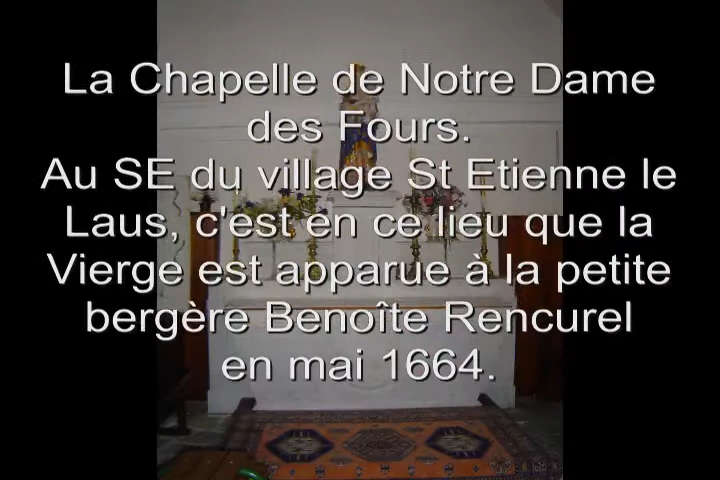 La Chapelle de Notre Dame
des Fours.
Au SE du village St Etienne le
Laus, c'est en ce lieu que la
Vierge est apparue à la petite
bergère Benoîte Rencurel
en mai 1664.